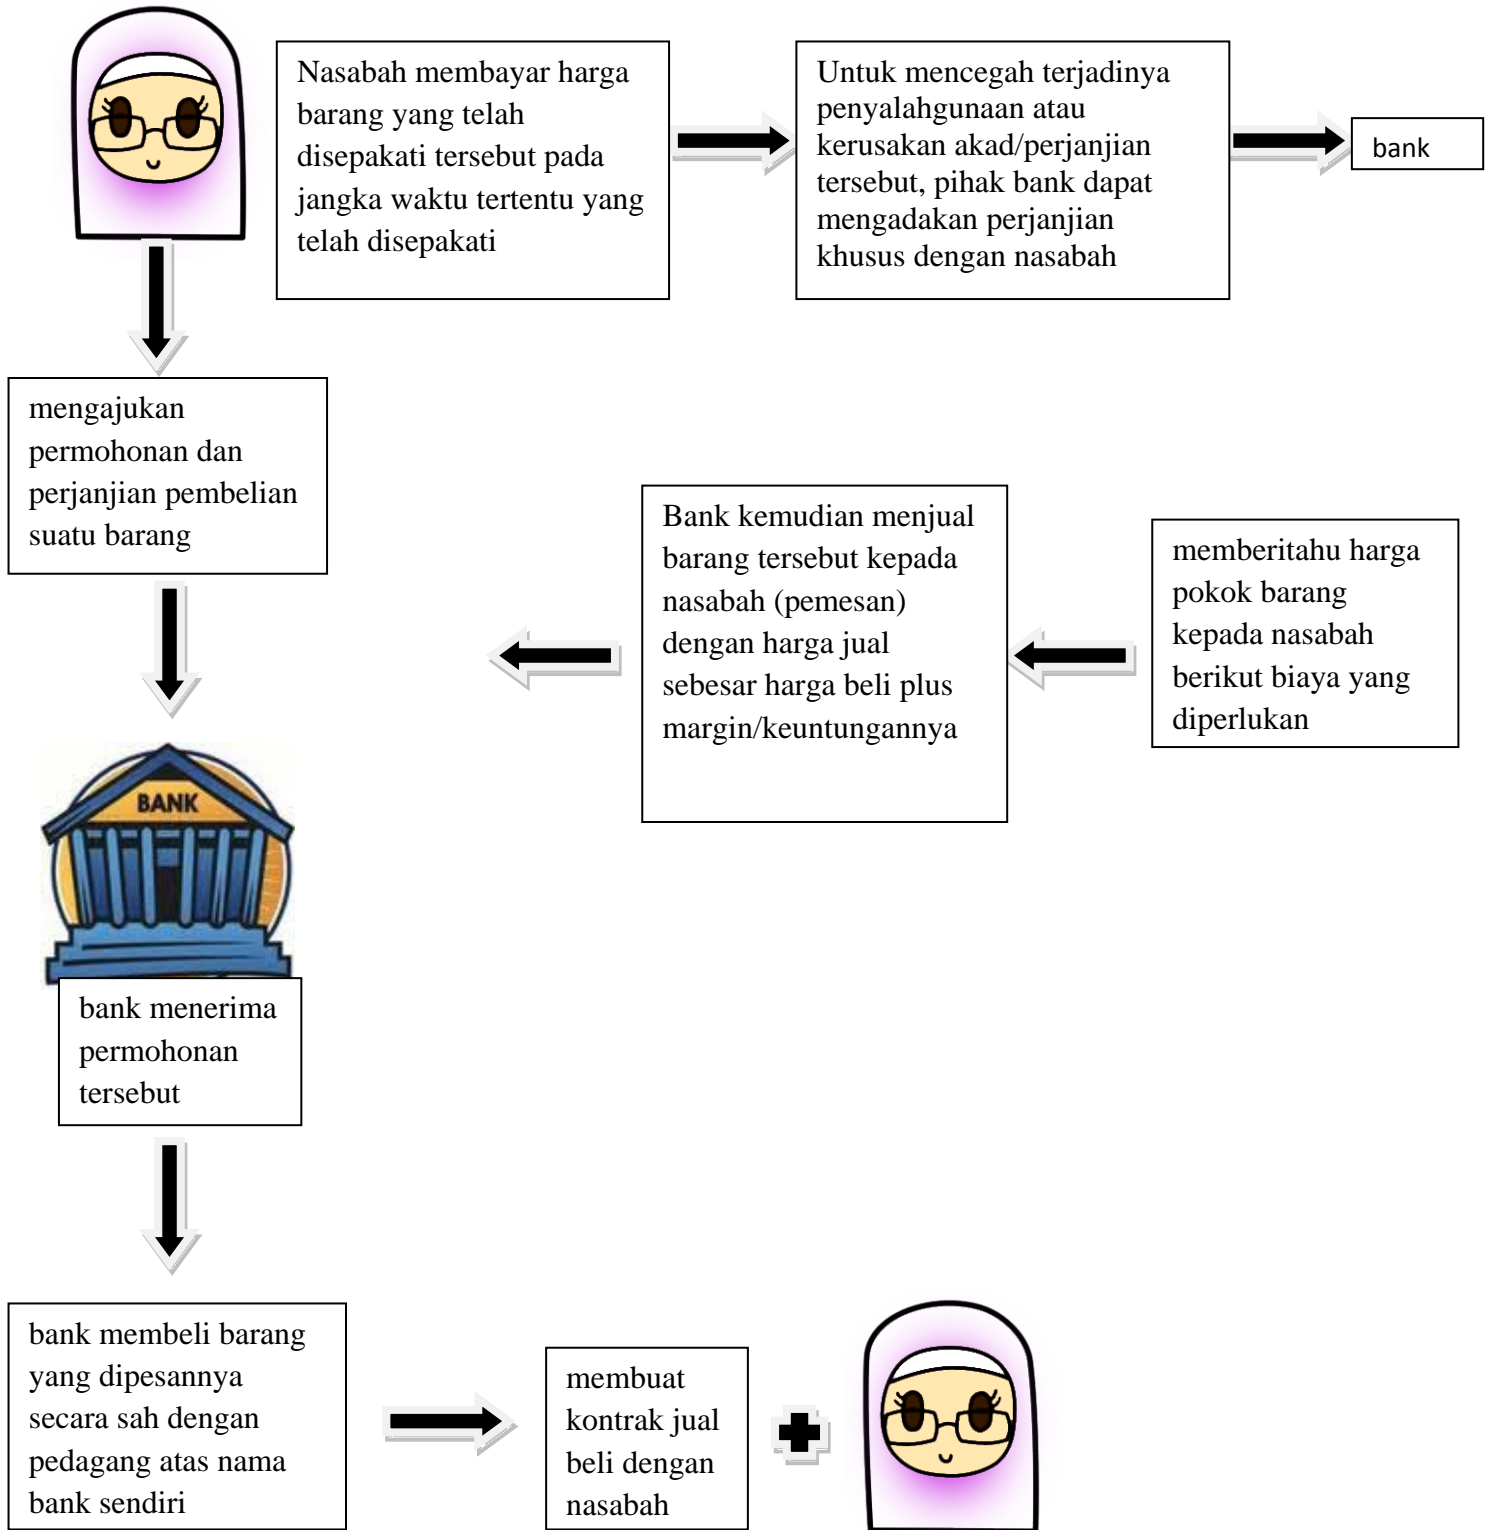 Nasabah membayar harga
barang yang telah
disepakati tersebut pada
jangka waktu tertentu yang
telah disepakati
Untuk mencegah terjadinya
penyalahgunaan atau
kerusakan akad/perjanjian
tersebut, pihak bank dapat
mengadakan perjanjian
khusus dengan nasabah
bank
mengajukan
permohonan dan
perjanjian pembelian
suatu barang
Bank kemudian menjual
barang tersebut kepada
nasabah (pemesan)
dengan harga jual
sebesar harga beli plus
margin/keuntungannya
memberitahu harga
pokok barang
kepada nasabah
berikut biaya yang
diperlukan
BANK
bank menerima
permohonan
tersebut
bank membeli barang
yang dipesannya
secara sah dengan
pedagang atas nama
bank sendiri
membuat
kontrak jual
beli dengan
nasabah